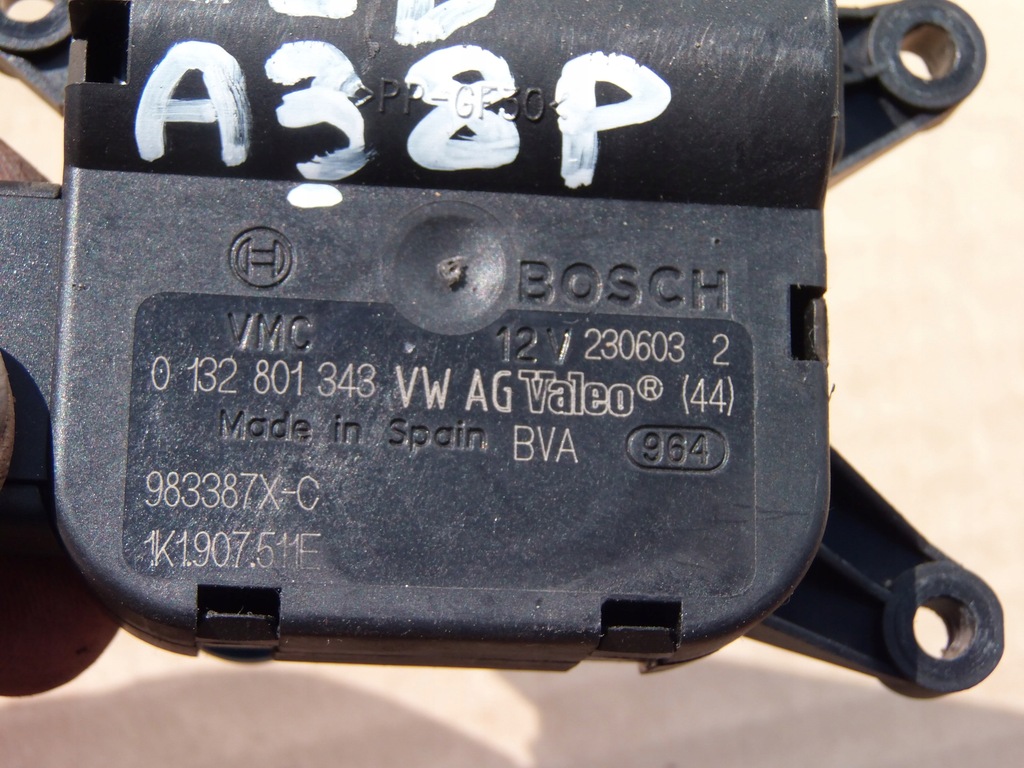 A38P
>PP-GF30<
BOSCH
VMC 12V 230603 2
0 132 801 343 VW AG Valeo® (44)
Made in Spain BVA 964
983387X-C
1K1.907.511E